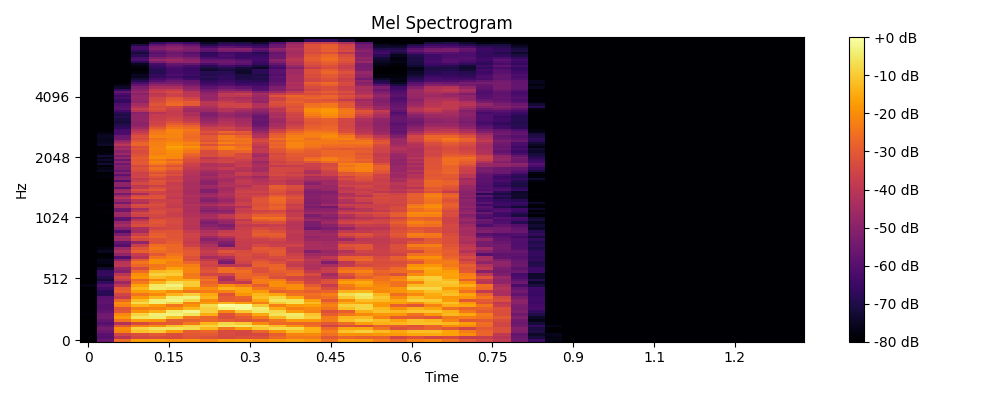 Mel Spectrogram
+0 dB
-10 dB
-20 dB
-30 dB
-40 dB
-50 dB
-60 dB
-70 dB
-80 dB
Hz
4096
2048
1024
512
0
0 0.15 0.3 0.45 0.6 0.75 0.9 1.1 1.2
Time